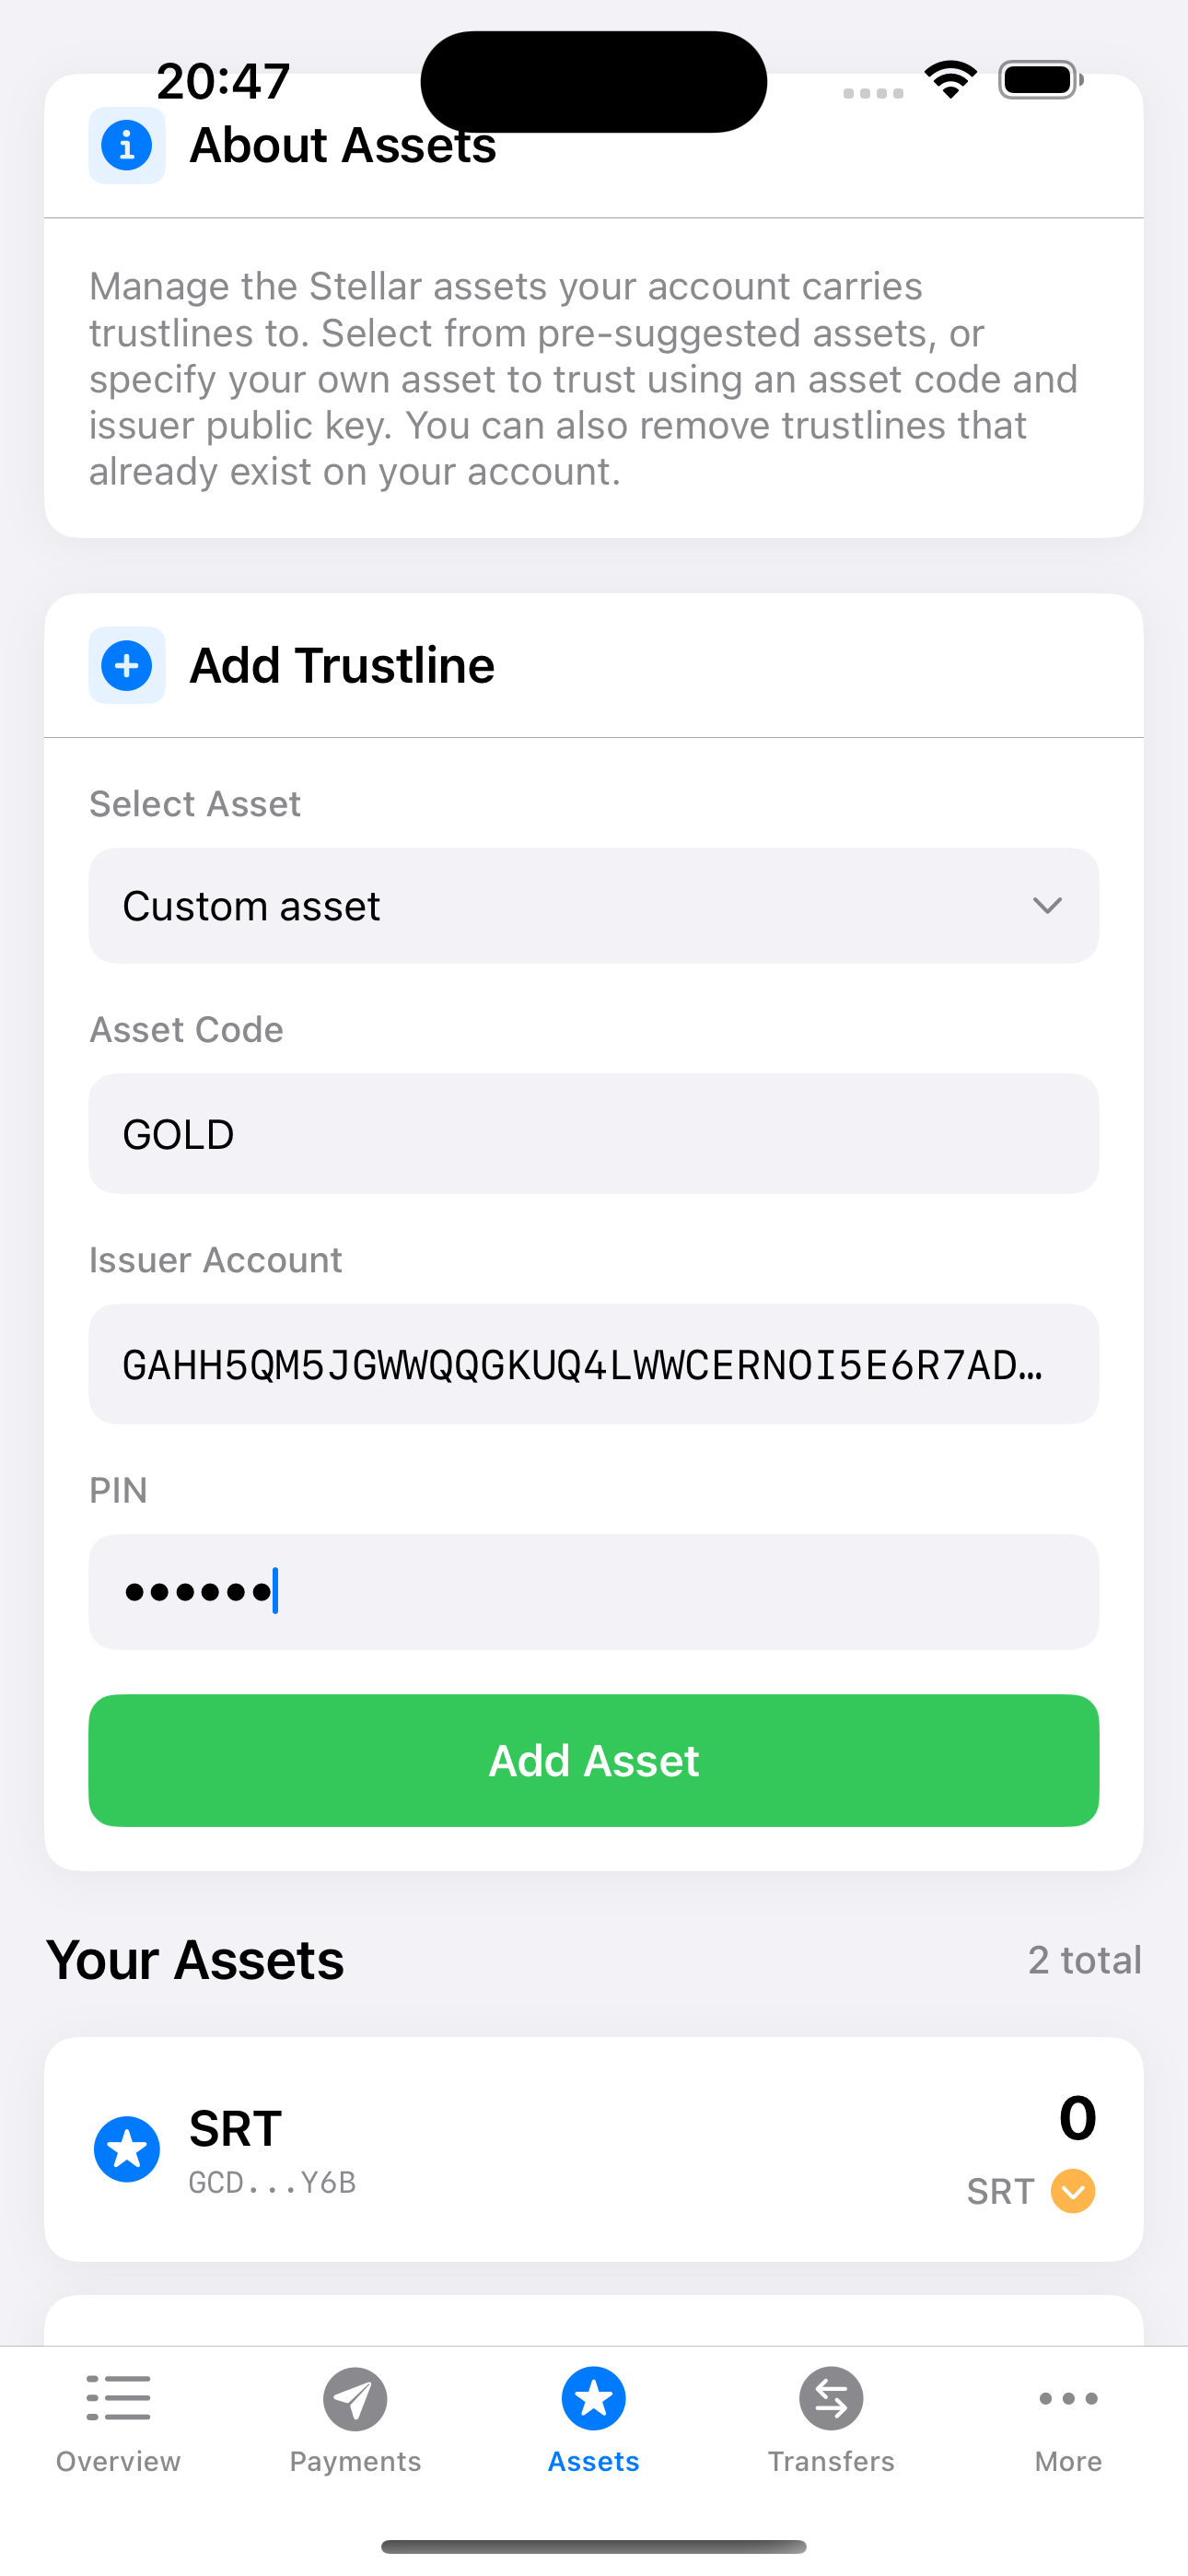 20:47
About Assets
Manage the Stellar assets your account carries
trustlines to. Select from pre-suggested assets, or
specify your own asset to trust using an asset code and
issuer public key. You can also remove trustlines that
already exist on your account.
Add Trustline
Select Asset
Custom asset
Asset Code
GOLD
Issuer Account
GAHH5QM5JGWWQQGKUQ4LWWCERNOI5E6R7AD...
PIN
••••••
Add Asset
Your Assets
2 total
SRT
0
GCD...Y6B
SRT
Overview
Payments
Assets
Transfers
More